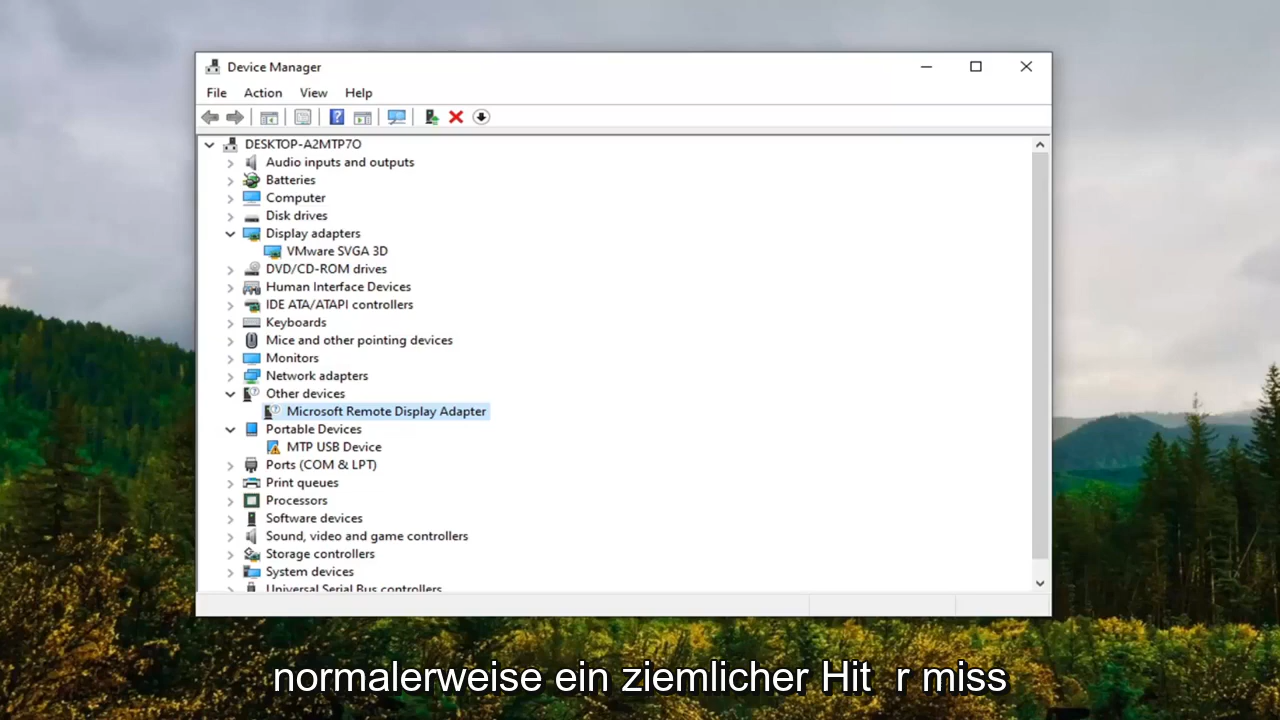 Device Manager
File Action View Help
DESKTOP-A2MTP7O
Audio inputs and outputs
Batteries
Computer
Disk drives
Display adapters
VMware SVGA 3D
DVD/CD-ROM drives
Human Interface Devices
IDE ATA/ATAPI controllers
Keyboards
Mice and other pointing devices
Monitors
Network adapters
Other devices
Microsoft Remote Display Adapter
Portable Devices
MTP USB Device
Ports (COM & LPT)
Print queues
Processors
Software devices
Sound, video and game controllers
Storage controllers
System devices
Universal Serial Bus controllers
normalerweise ein ziemlicher Hit r miss